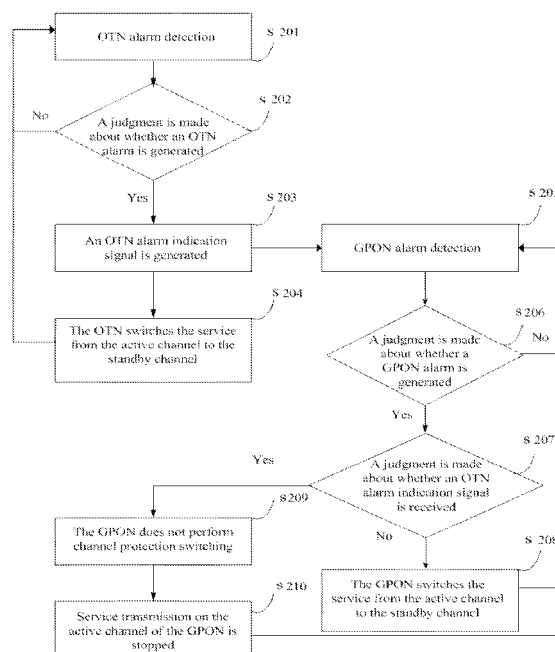 OTN alarm detection
S 201
No
A judgment is made
about whether an OTN
alarm is generated
S 202
Yes
S 203
An OTN alarm indication
signal is generated
S 204
The OTN switches the service
from the active channel to the
standby channel
S 205
GPON alarm detection
A judgment is made
about whether a
GPON alarm is
generated
S 206
No
Yes
A judgment is made
about whether an OTN
alarm indication signal
is received
S 207
Yes
No
S209
The GPON does not perform
channel protection switching
S 208
The GPON switches the
service from the active channel
to the standby channel
S 210
Service transmission on the
active channel of the GPON is
stopped